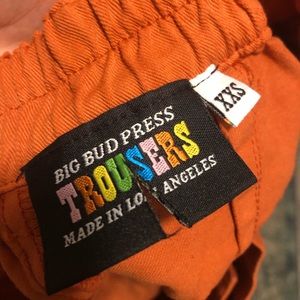 BIG BUD PRESS
TROUSERS
MADE IN LOS ANGELES
XXS